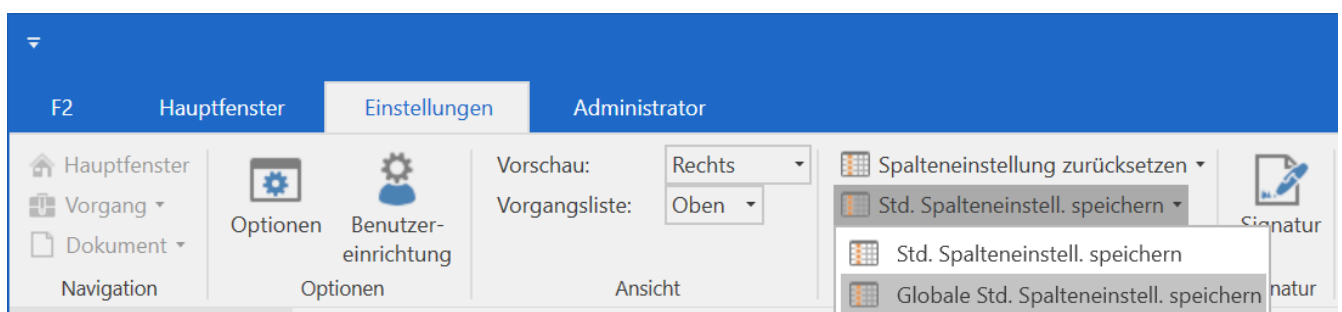 F2 Hauptfenster Einstellungen Administrator
Hauptfenster
Vorgang
Dokument
Navigation
Optionen
Benutzer-
einrichtung
Optionen
Vorschau: Rechts
Vorgangsliste: Oben
Ansicht
Spalteneinstellung zurücksetzen
Std. Spalteneinstell. speichern
Std. Spalteneinstell. speichern
Globale Std. Spalteneinstell. speichern
Signatur
natur